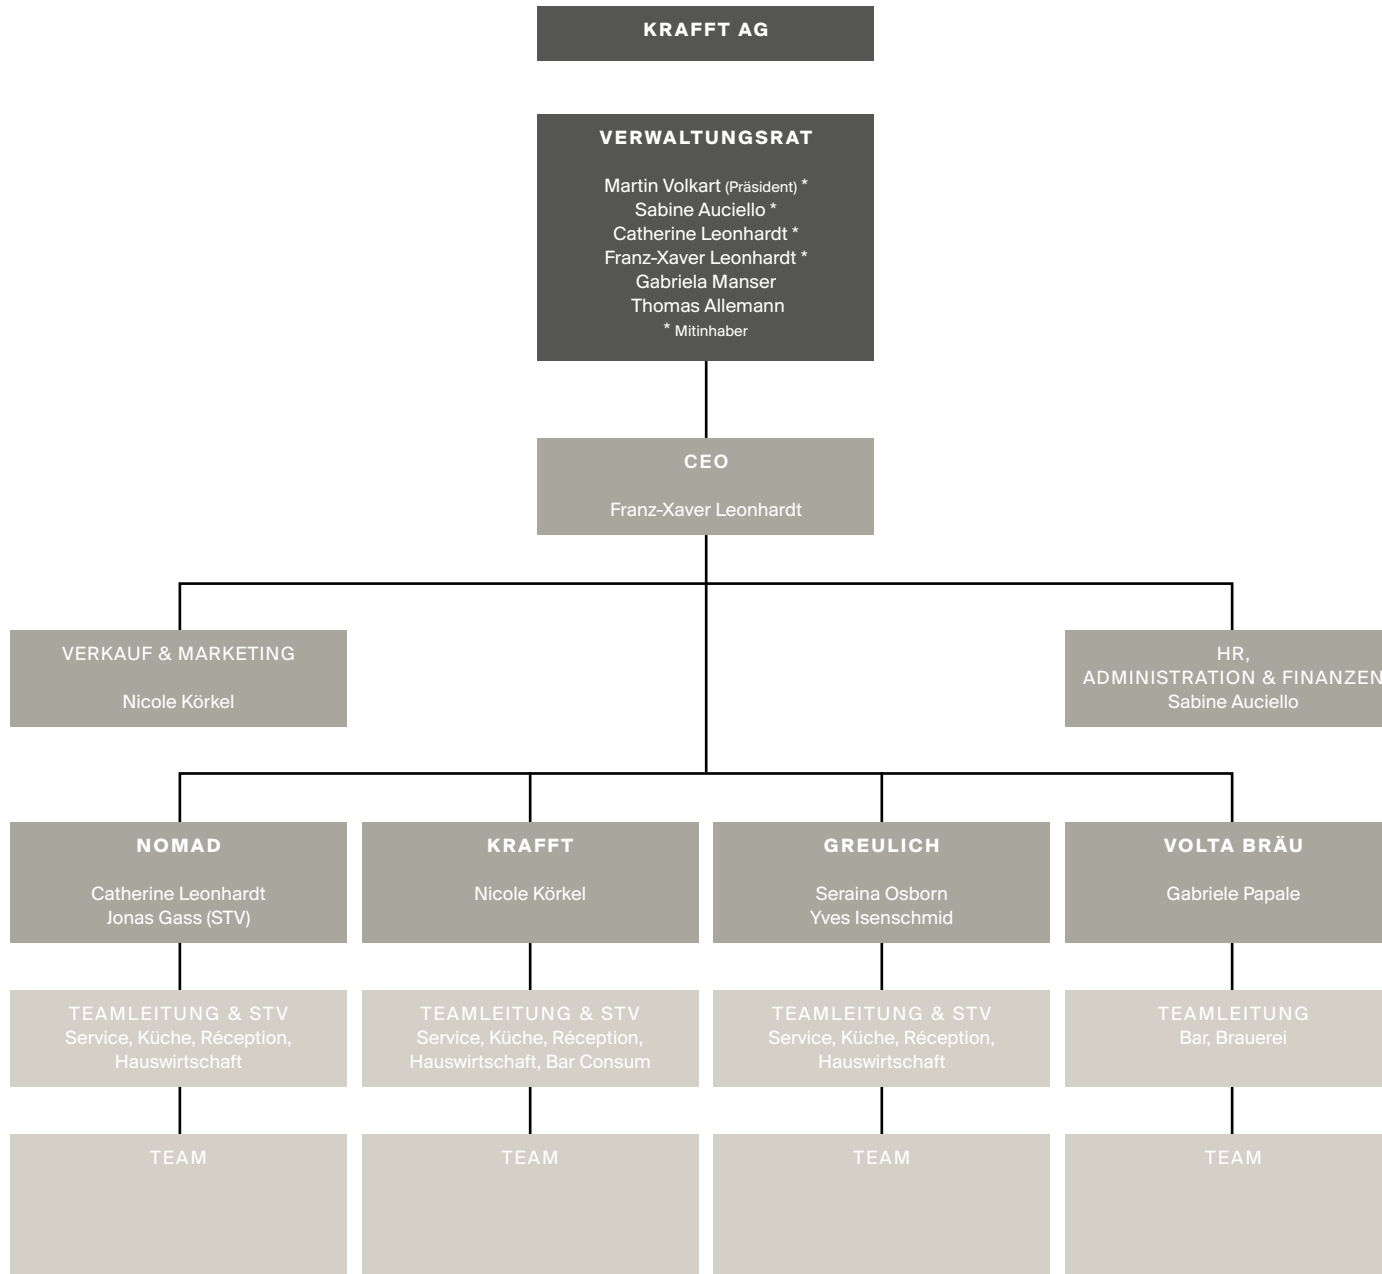 KRAFFT AG
VERWALTUNGSRAT
Martin Volkart (Präsident) *
Sabine Auciello *
Catherine Leonhardt *
Franz-Xaver Leonhardt *
Gabriela Manser
Thomas Allemann
* Mitinhaber
CEO
Franz-Xaver Leonhardt
VERKAUF & MARKETING
Nicole Körkel
HR,
ADMINISTRATION & FINANZEN
Sabine Auciello
NOMAD
Catherine Leonhardt
Jonas Gass (STV)
KRAFFT
Nicole Körkel
GREULICH
Seraina Osborn
Yves Isenschmid
VOLTA BRÄU
Gabriele Papale
TEAMLEITUNG & STV
Service, Küche, Réception,
Hauswirtschaft
TEAMLEITUNG & STV
Service, Küche, Réception,
Hauswirtschaft, Bar Consum
TEAMLEITUNG & STV
Service, Küche, Réception,
Hauswirtschaft
TEAMLEITUNG
Bar, Brauerei
TEAM
TEAM
TEAM
TEAM